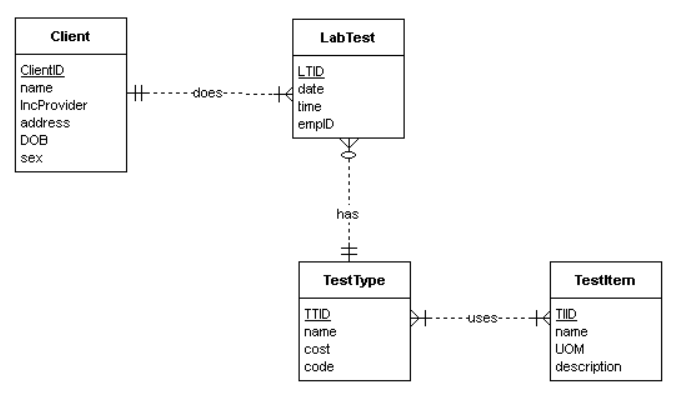 Client
ClientID
name
IncProvider
address
DOB
sex
does
LabTest
LTID
date
time
empID
has
TestType
TTID
name
cost
code
uses
TestItem
TIID
name
UOM
description